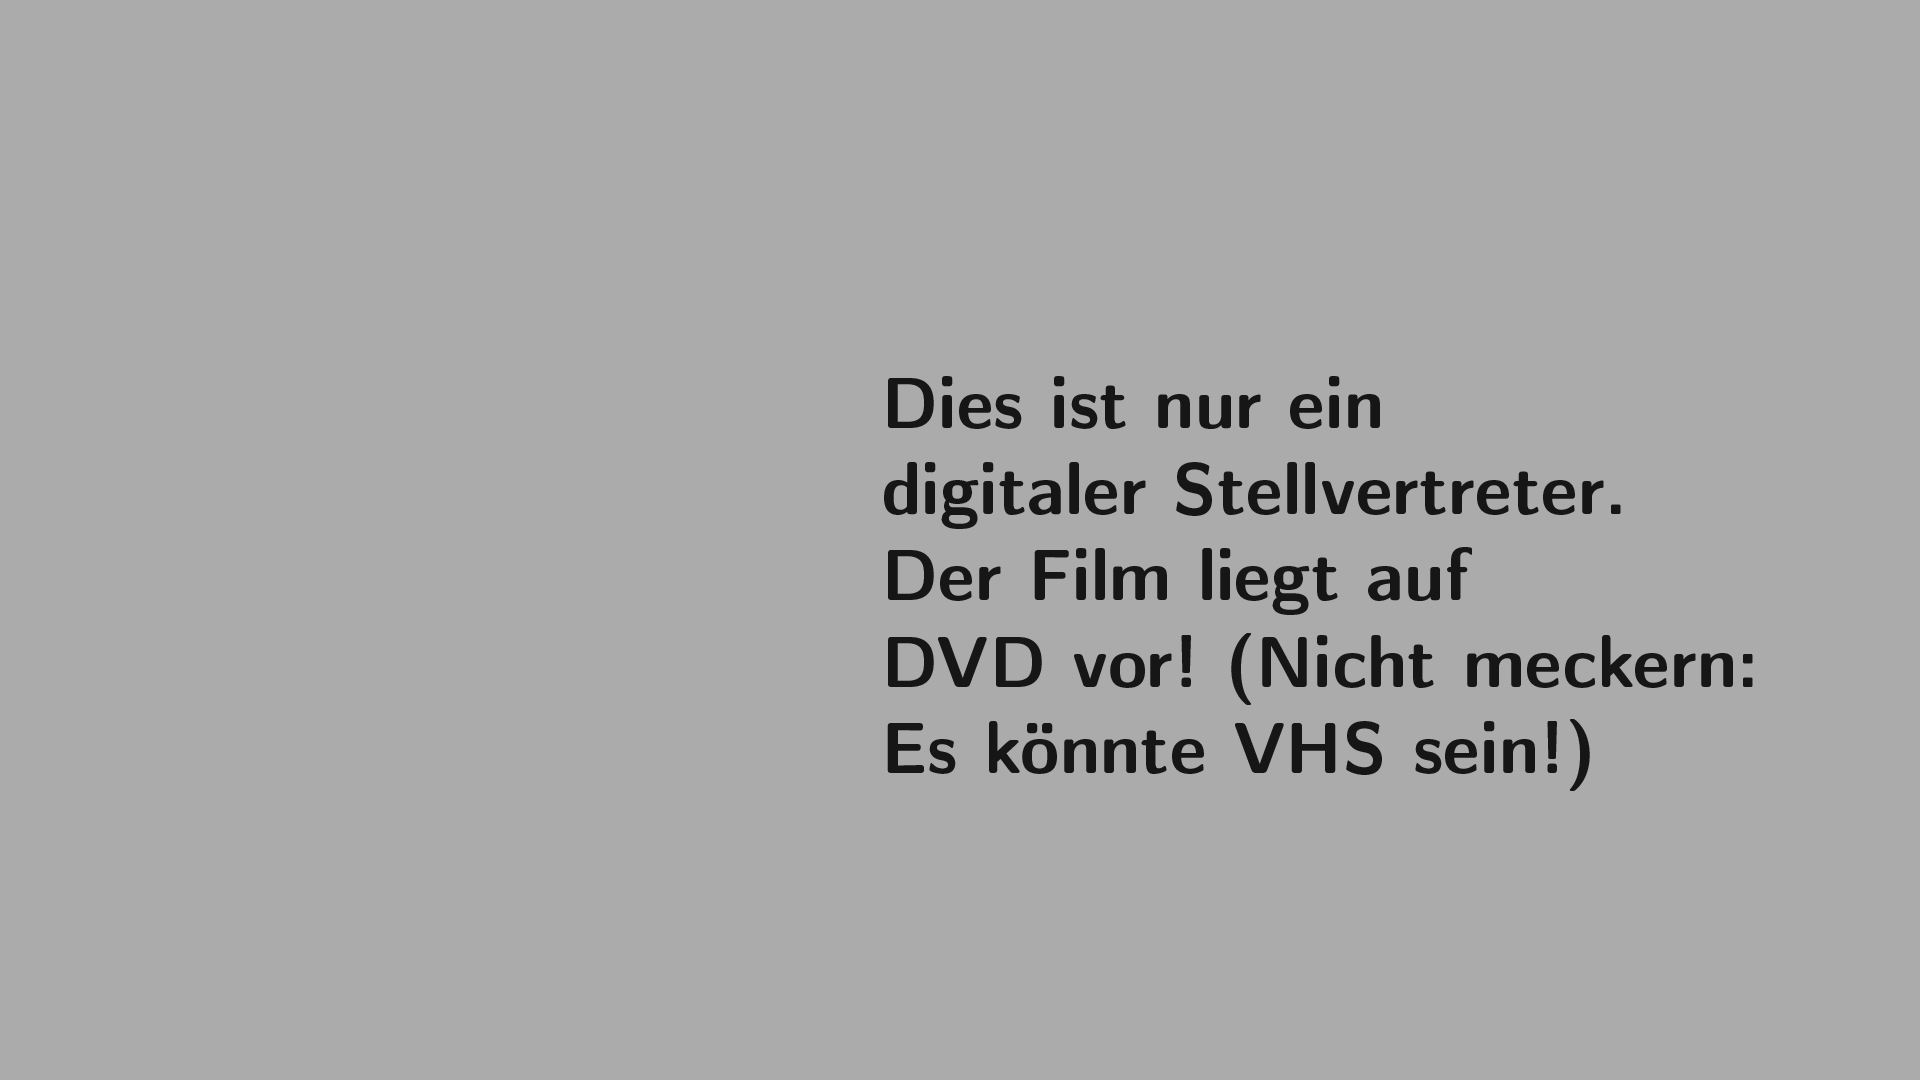 Dies ist nur ein
digitaler Stellvertreter.
Der Film liegt auf
DVD vor! (Nicht meckern:
Es könnte VHS sein!)